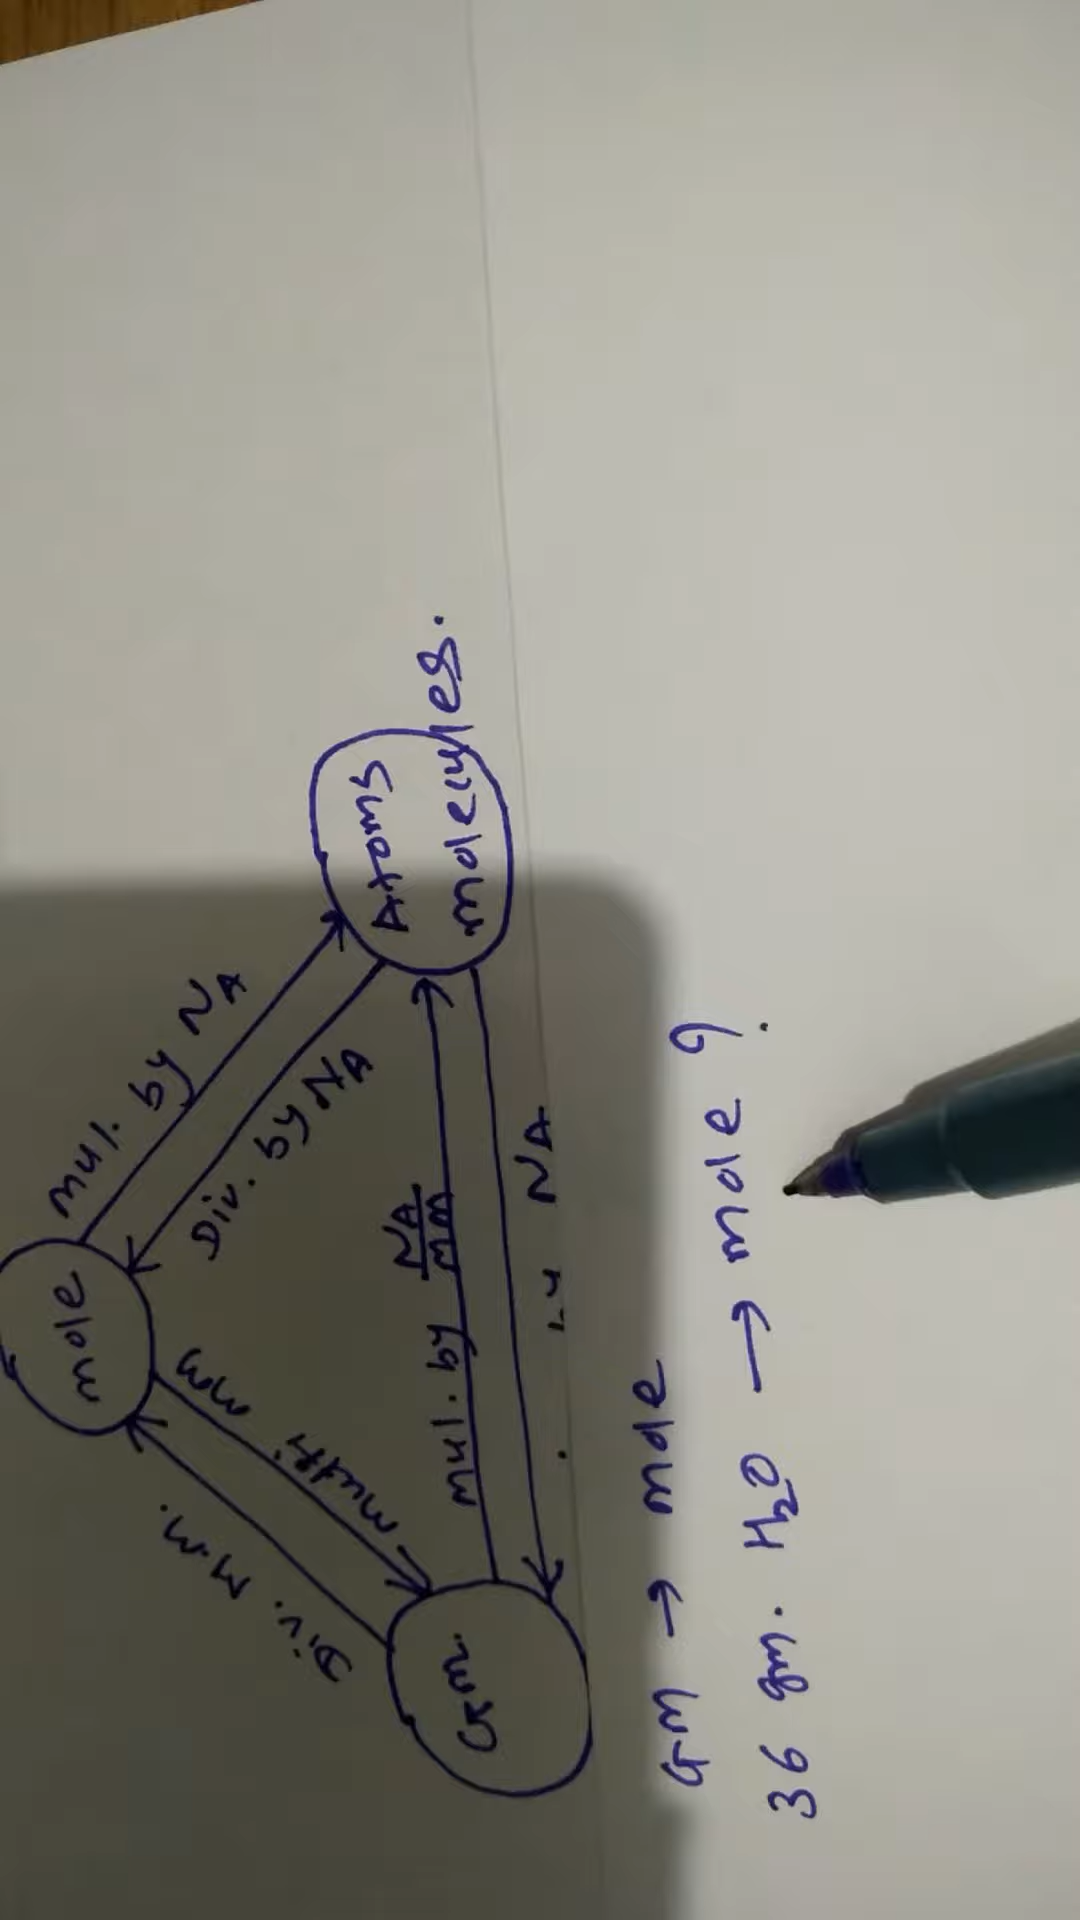 mole
mul. by NA
Div. by NA
Div. M.M.
multi mm
Atoms
molecules.
mul. by NA
mm
NA
Gm.
Gm → mole
36 gm. H2O → mole ?